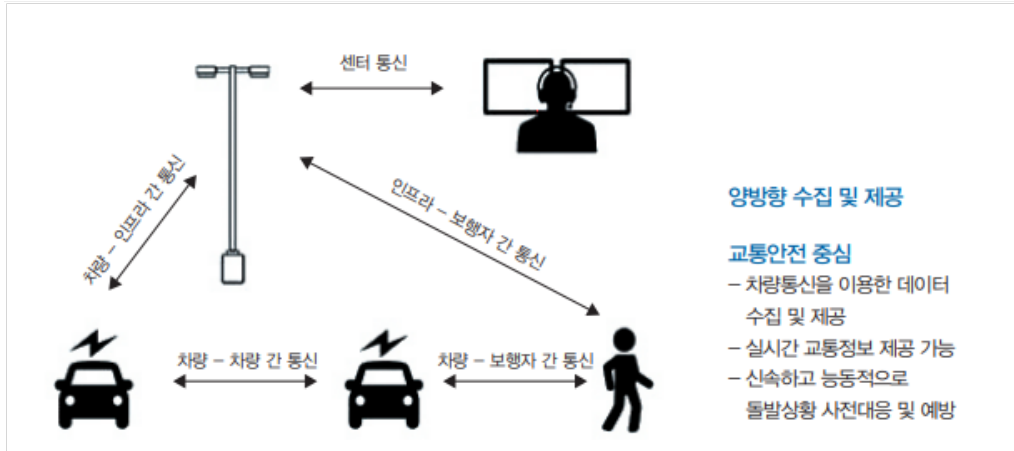 센터 통신
차량 – 인프라 간 통신
인프라 – 보행자 간 통신
차량 – 차량 간 통신
차량 – 보행자 간 통신
양방향 수집 및 제공
교통안전 중심
– 차량통신을 이용한 데이터
수집 및 제공
– 실시간 교통정보 제공 가능
– 신속하고 능동적으로
돌발상황 사전대응 및 예방